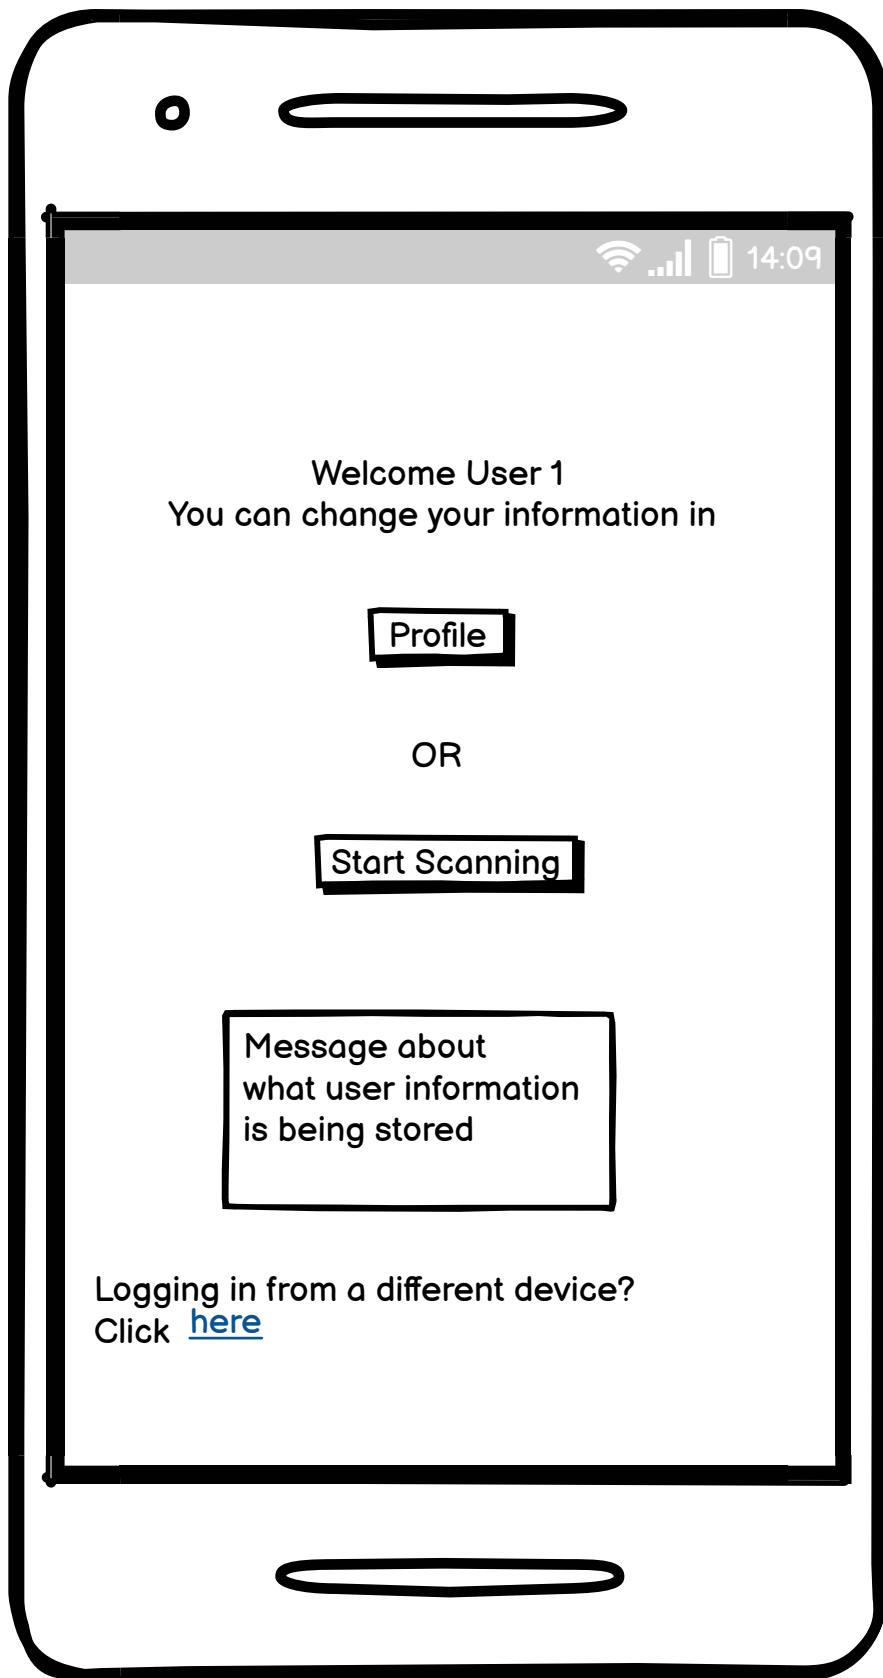 14:09
Welcome User 1
You can change your information in
Profile
OR
Start Scanning
Message about
what user information
is being stored
Logging in from a different device?
Click here